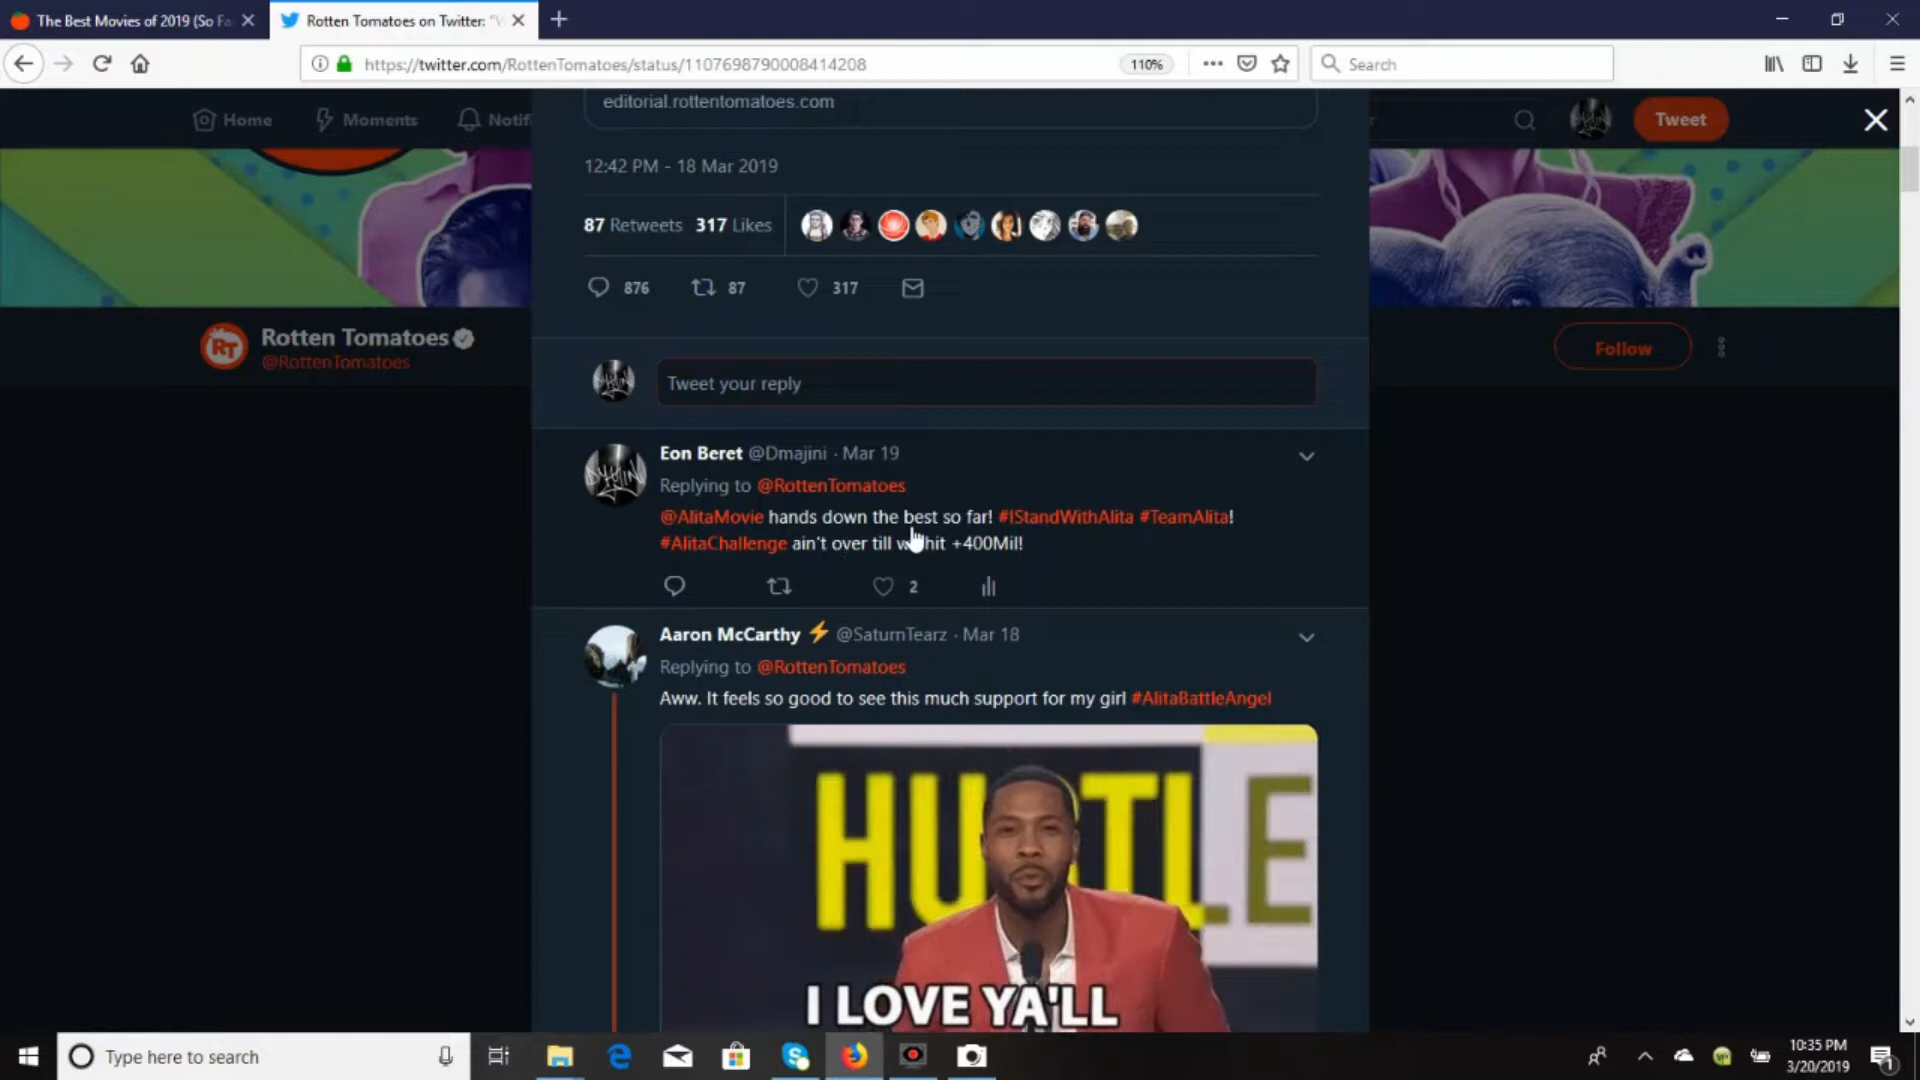 The Best Movies of 2019 (So Fa
Rotten Tomatoes on Twitter: "W
https://twitter.com/RottenTomatoes/status/1107698790008414208
110%
Search
Home
Moments
Notifi
Tweet
editorial.rottentomatoes.com
12:42 PM - 18 Mar 2019
87 Retweets 317 Likes
876 87 317
RT
Rotten Tomatoes
@RottenTomatoes
Follow
Tweet your reply
Eon Beret @Dmajini · Mar 19
Replying to @RottenTomatoes
@AlitaMovie hands down the best so far! #IStandWithAlita #TeamAlita!
#AlitaChallenge ain't over till we hit +400Mil!
2
Aaron McCarthy @SaturnTearz · Mar 18
Replying to @RottenTomatoes
Aww. It feels so good to see this much support for my girl #AlitaBattleAngel
HUSTLE
I LOVE YA'LL
Type here to search
10:35 PM
3/20/2019
1